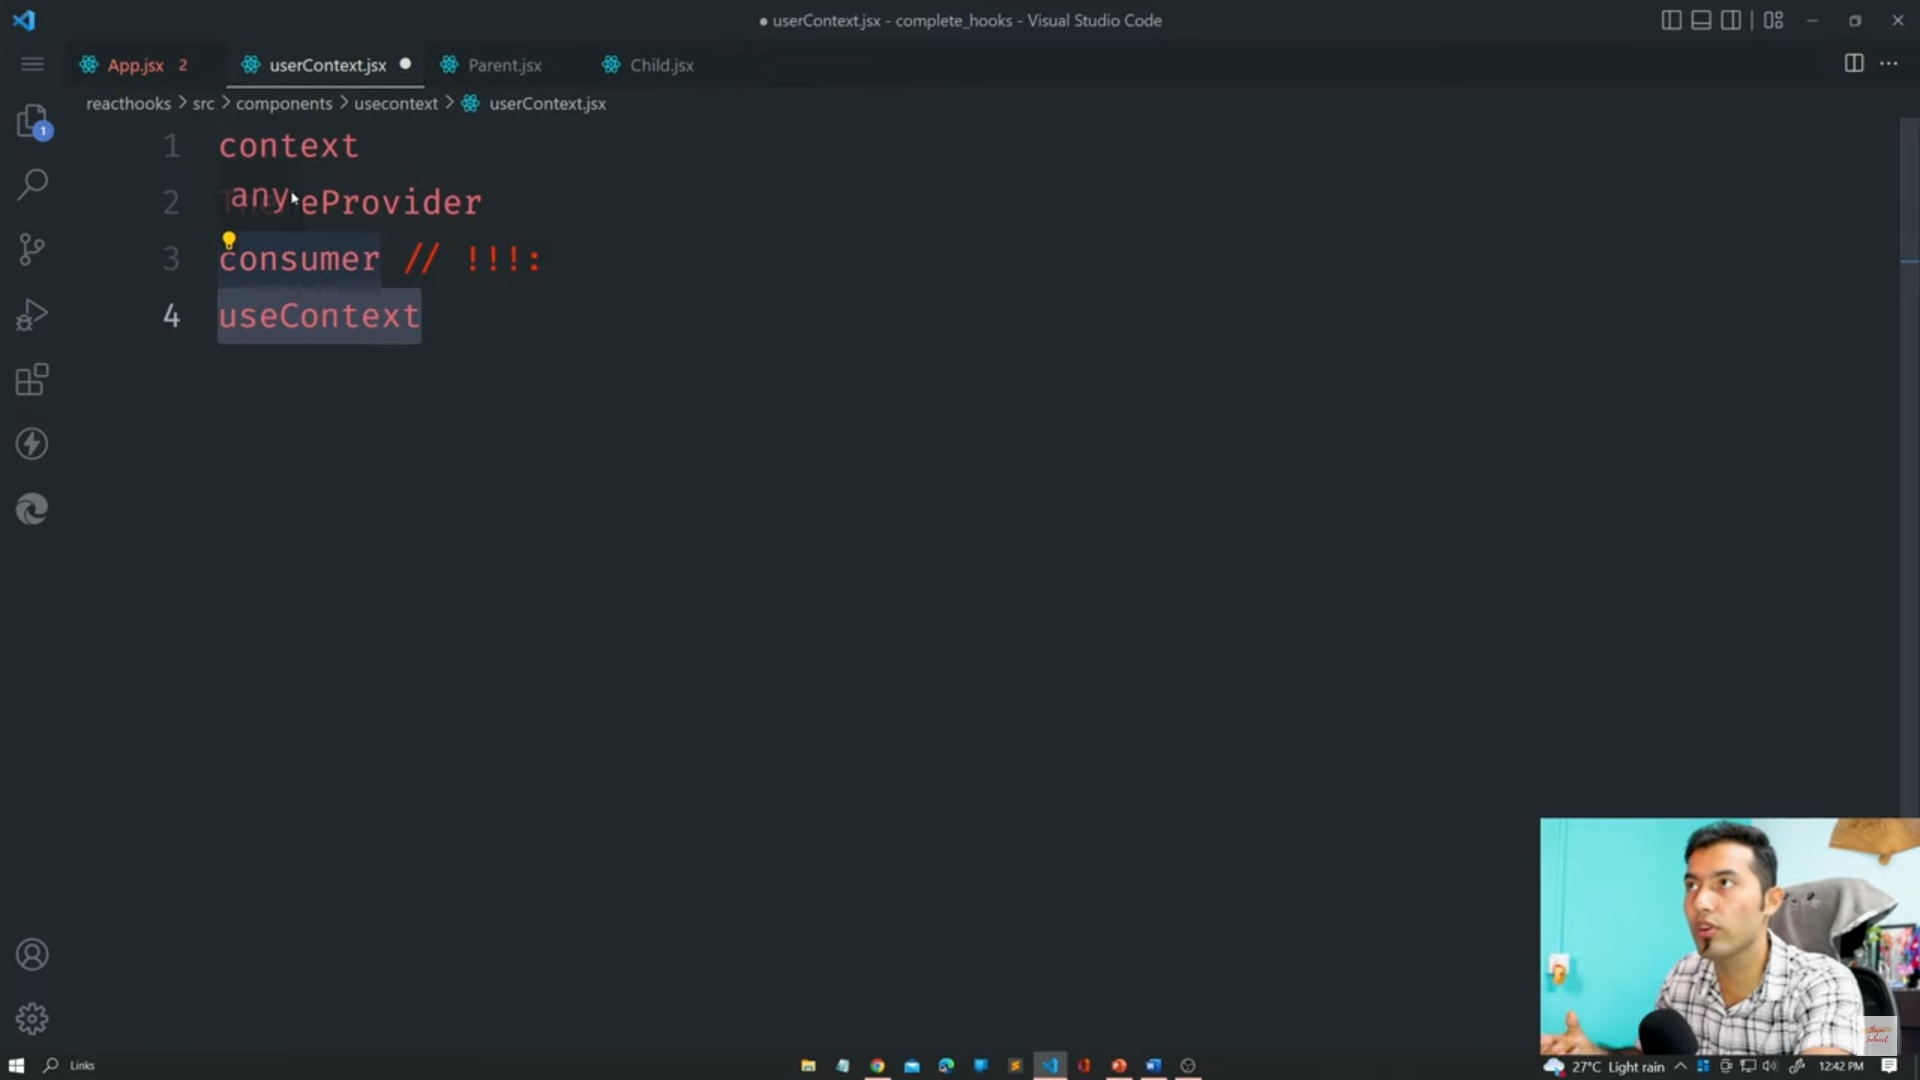 userContext.jsx - complete_hooks - Visual Studio Code
App.jsx 2
userContext.jsx
Parent.jsx
Child.jsx
reacthooks > src > components > usecontext > userContext.jsx
1 context
any
2 eProvider
3 consumer // !!!:
4 useContext
1
Links
27°C Light rain
12:42 PM